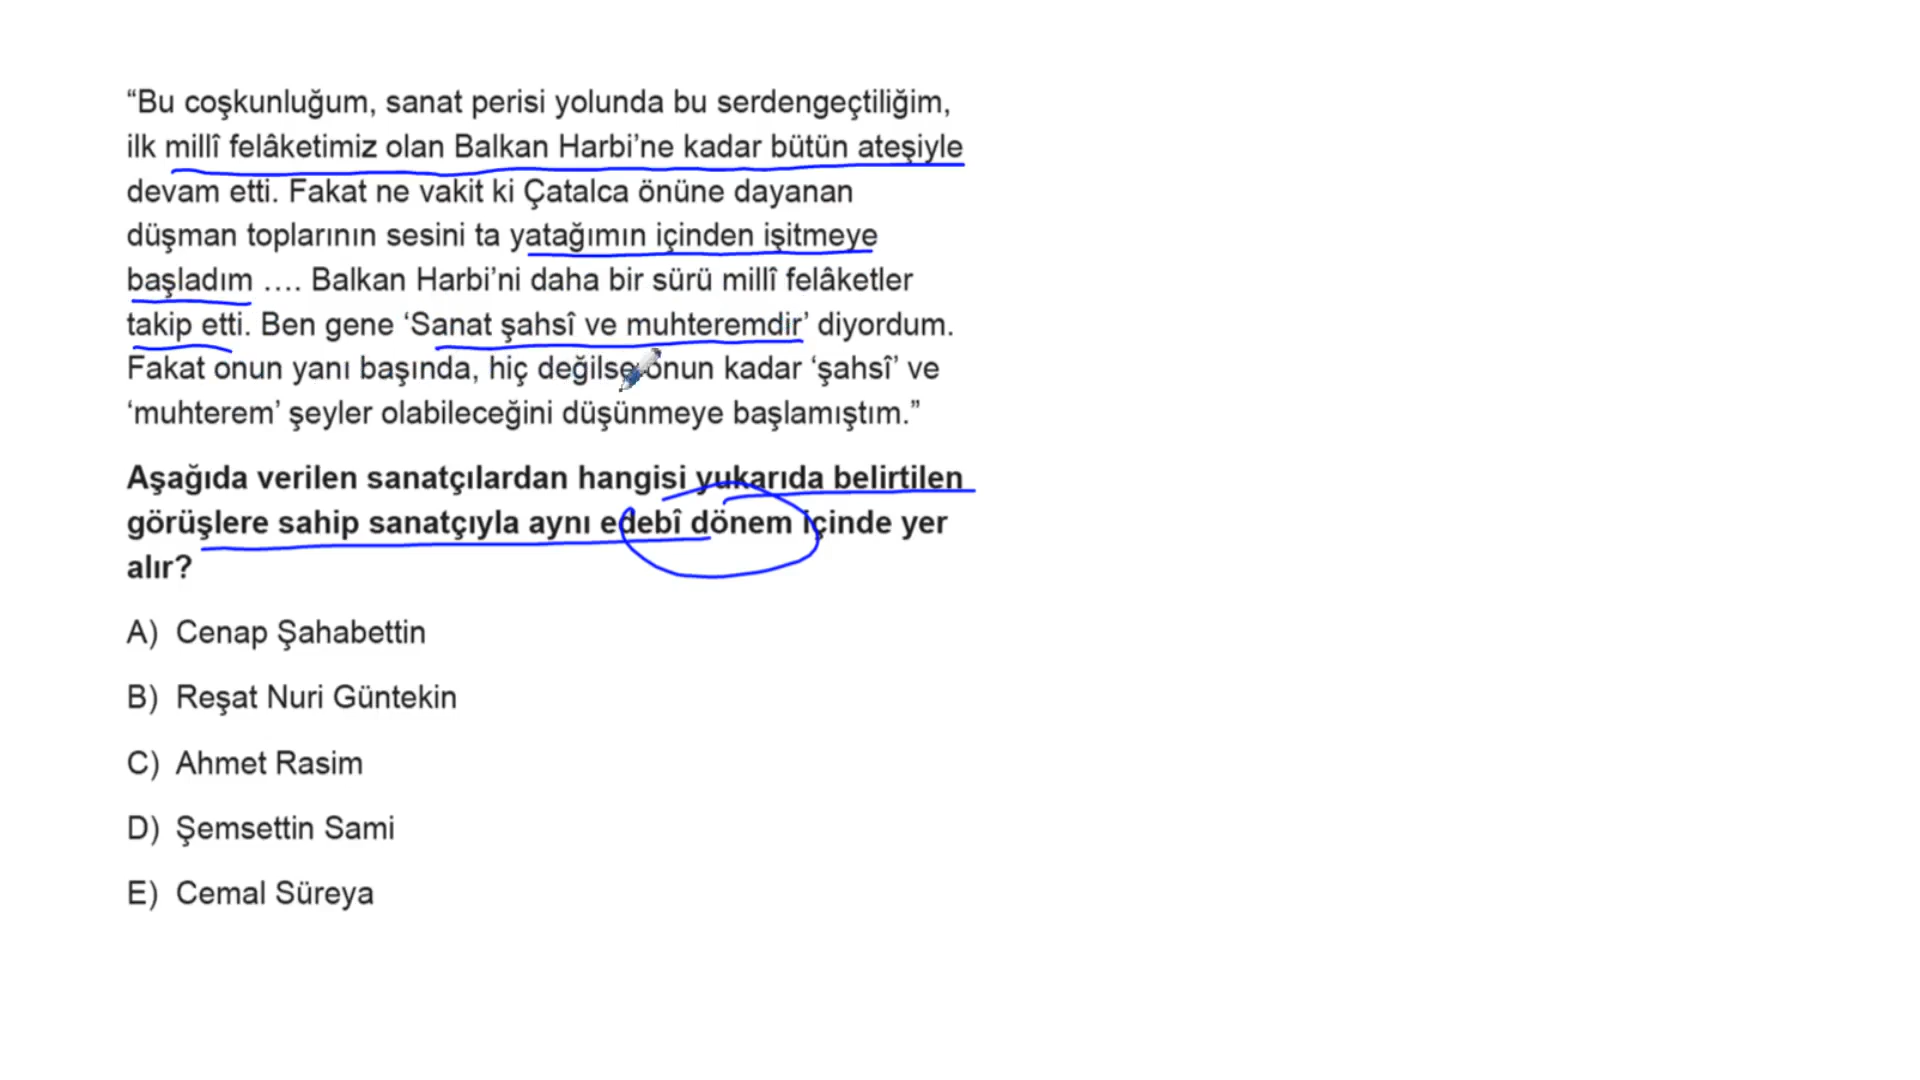 “Bu coşkunluğum, sanat perisi yolunda bu serdengeçtiliğim,
ilk millî felâketimiz olan Balkan Harbi’ne kadar bütün ateşiyle
devam etti. Fakat ne vakit ki Çatalca önüne dayanan
düşman toplarının sesini ta yatağımın içinden işitmeye
başladım .... Balkan Harbi’ni daha bir sürü millî felâketler
takip etti. Ben gene ‘Sanat şahsî ve muhteremdir’ diyordum.
Fakat onun yanı başında, hiç değilse onun kadar ‘şahsî’ ve
‘muhterem’ şeyler olabileceğini düşünmeye başlamıştım.”
Aşağıda verilen sanatçılardan hangisi yukarıda belirtilen
görüşlere sahip sanatçıyla aynı edebî dönem içinde yer
alır?
A) Cenap Şahabettin
B) Reşat Nuri Güntekin
C) Ahmet Rasim
D) Şemsettin Sami
E) Cemal Süreya